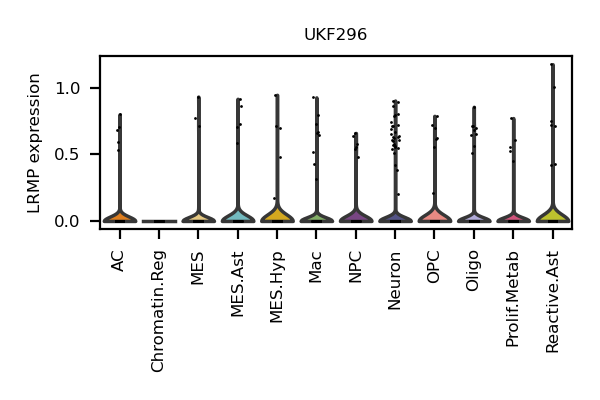 UKF296
LRMP expression
1.0
0.5
0.0
AC
Chromatin.Reg
MES
MES.Ast
MES.Hyp
Mac
NPC
Neuron
OPC
Oligo
Prolif.Metab
Reactive.Ast